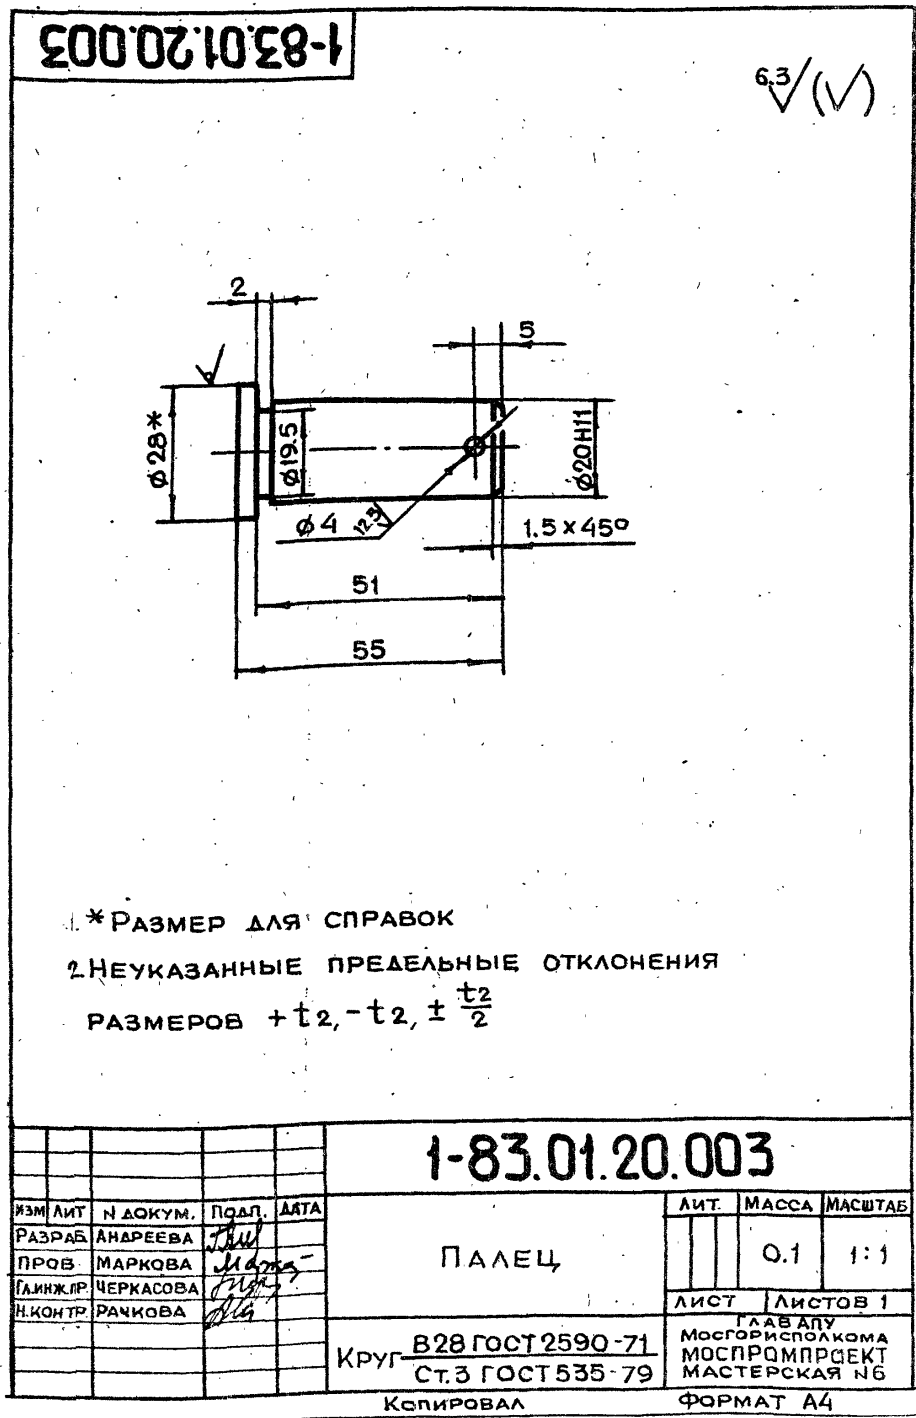 1-83.01.20.003
6.3 (√)
2
5
⌀28*
⌀19.5
⌀20H11
⌀4
12.5
1.5×45°
51
55
1. *Размер для справок
2 Неуказанные предельные отклонения
размеров +t2, -t2, ± t2/2
1-83.01.20.003
Изм Лит N докум. Подп. Дата
Разраб. Андреева
Пров Маркова
Гл.инж.пр. Черкасова
Н.контр Рачкова
Палец
Лит. Масса Масштаб
0.1 1:1
Лист Листов 1
Круг В28 ГОСТ 2590-71
Ст.3 ГОСТ 535-79
ГлавАПУ
Мосгорисполкома
МОСПРОМПРОЕКТ
МАСТЕРСКАЯ N6
Копировал Формат А4